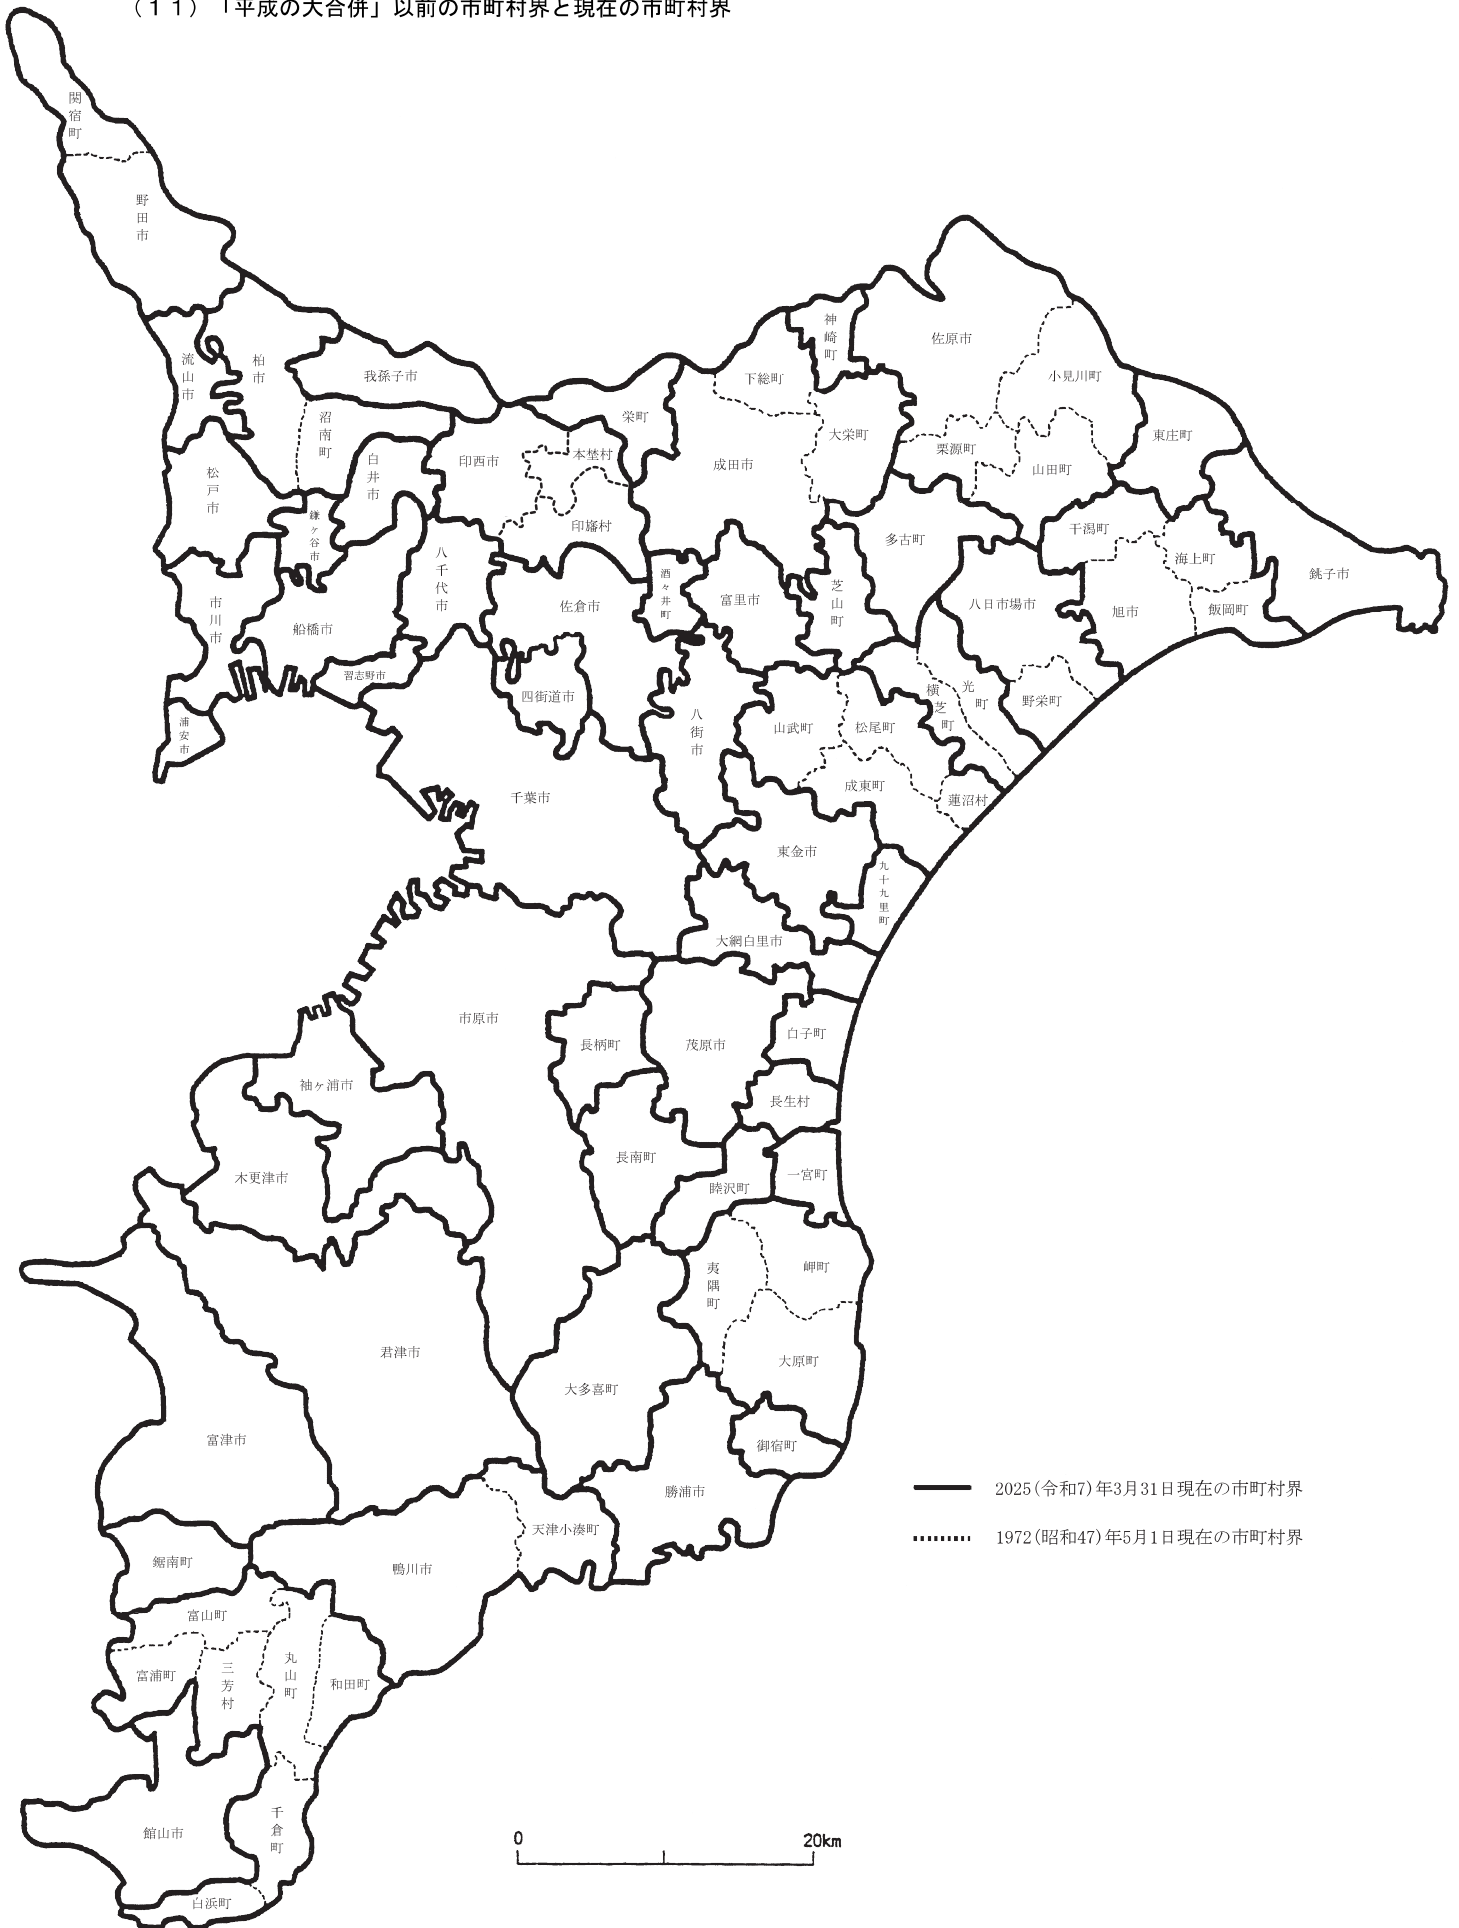 （１１）「平成の大合併」以前の市町村界と現在の市町村界
関宿町
野田市
流山市
柏市
我孫子市
沼南町
松戸市
鎌ヶ谷市
白井市
印西市
本埜村
印旛村
栄町
下総町
神崎町
大栄町
成田市
佐原市
小見川町
栗源町
山田町
東庄町
干潟町
海上町
飯岡町
銚子市
旭市
八日市場市
野栄町
多古町
芝山町
富里市
酒々井町
佐倉市
八千代市
船橋市
市川市
浦安市
習志野市
四街道市
八街市
山武町
松尾町
横芝町
光町
成東町
蓮沼村
千葉市
東金市
九十九里町
大網白里市
市原市
長柄町
茂原市
白子町
長生村
長南町
睦沢町
一宮町
袖ヶ浦市
木更津市
君津市
富津市
夷隅町
岬町
大原町
大多喜町
御宿町
勝浦市
天津小湊町
鴨川市
鋸南町
富山町
富浦町
三芳村
丸山町
和田町
千倉町
館山市
白浜町
2025(令和7)年3月31日現在の市町村界
1972(昭和47)年5月1日現在の市町村界
0
20km